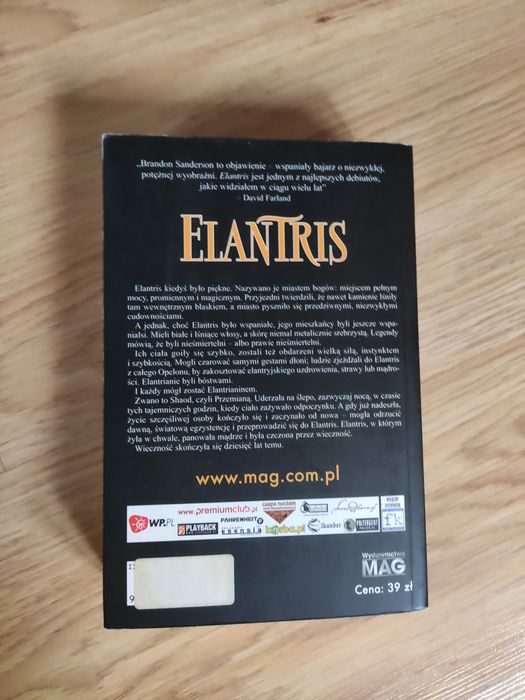 „Brandon Sanderson to objawienie – wspaniały bajarz o niezwykłej,
potężnej wyobraźni. Elantris jest jednym z najlepszych debiutów,
jakie widziałem w ciągu wielu lat”
– David Farland
ELANTRIS
Elantris kiedyś było piękne. Nazywano je miastem bogów: miejscem pełnym
mocy, promiennym i magicznym. Przyjezdni twierdzili, że nawet kamienie lśniły
tam wewnętrznym blaskiem, a miasto pyszniło się przedziwnymi, niezwykłymi
cudownościami.
A jednak, choć Elantris było wspaniałe, jego mieszkańcy byli jeszcze wspa-
nialsi. Mieli białe i lśniące włosy, a skórę niemal metalicznie srebrzystą. Legendy
mówią, że byli nieśmiertelni – albo prawie nieśmiertelni.
Ich ciała goiły się szybko, zostali też obdarzeni wielką siłą, instynktem
i szybkością. Mogli czarować samymi gestami dłoni; ludzie zjeżdżali do Elantris
z całego Opelonu, by zakosztować elantryjskiego uzdrowienia, strawy lub mądro-
ści. Elantrianie byli bóstwami.
I każdy mógł zostać Elantrianinem.
Zwano to Shaod, czyli Przemianą. Uderzała na ślepo, zazwyczaj nocą, w czasie
tych tajemniczych godzin, kiedy ciało zażywało odpoczynku. A gdy już nadeszła,
życie szczęśliwej osoby kończyło się i zaczynało od nowa – mogła odrzucić
dawną, światową egzystencję i przeprowadzić się do Elantris. Elantris, w którym
żyła w chwale, panowała mądrze i była czczona przez wieczność.
Wieczność skończyła się dziesięć lat temu.
www.mag.com.pl
www.premiumclub.pl
carpe noctem
WP.PL
PLAYBACK
FAHRENHEIT
esensja
korba.pl
iksander
POLTERGEIST
fk
Wydawnictwo
MAG
Cena: 39 zł
9